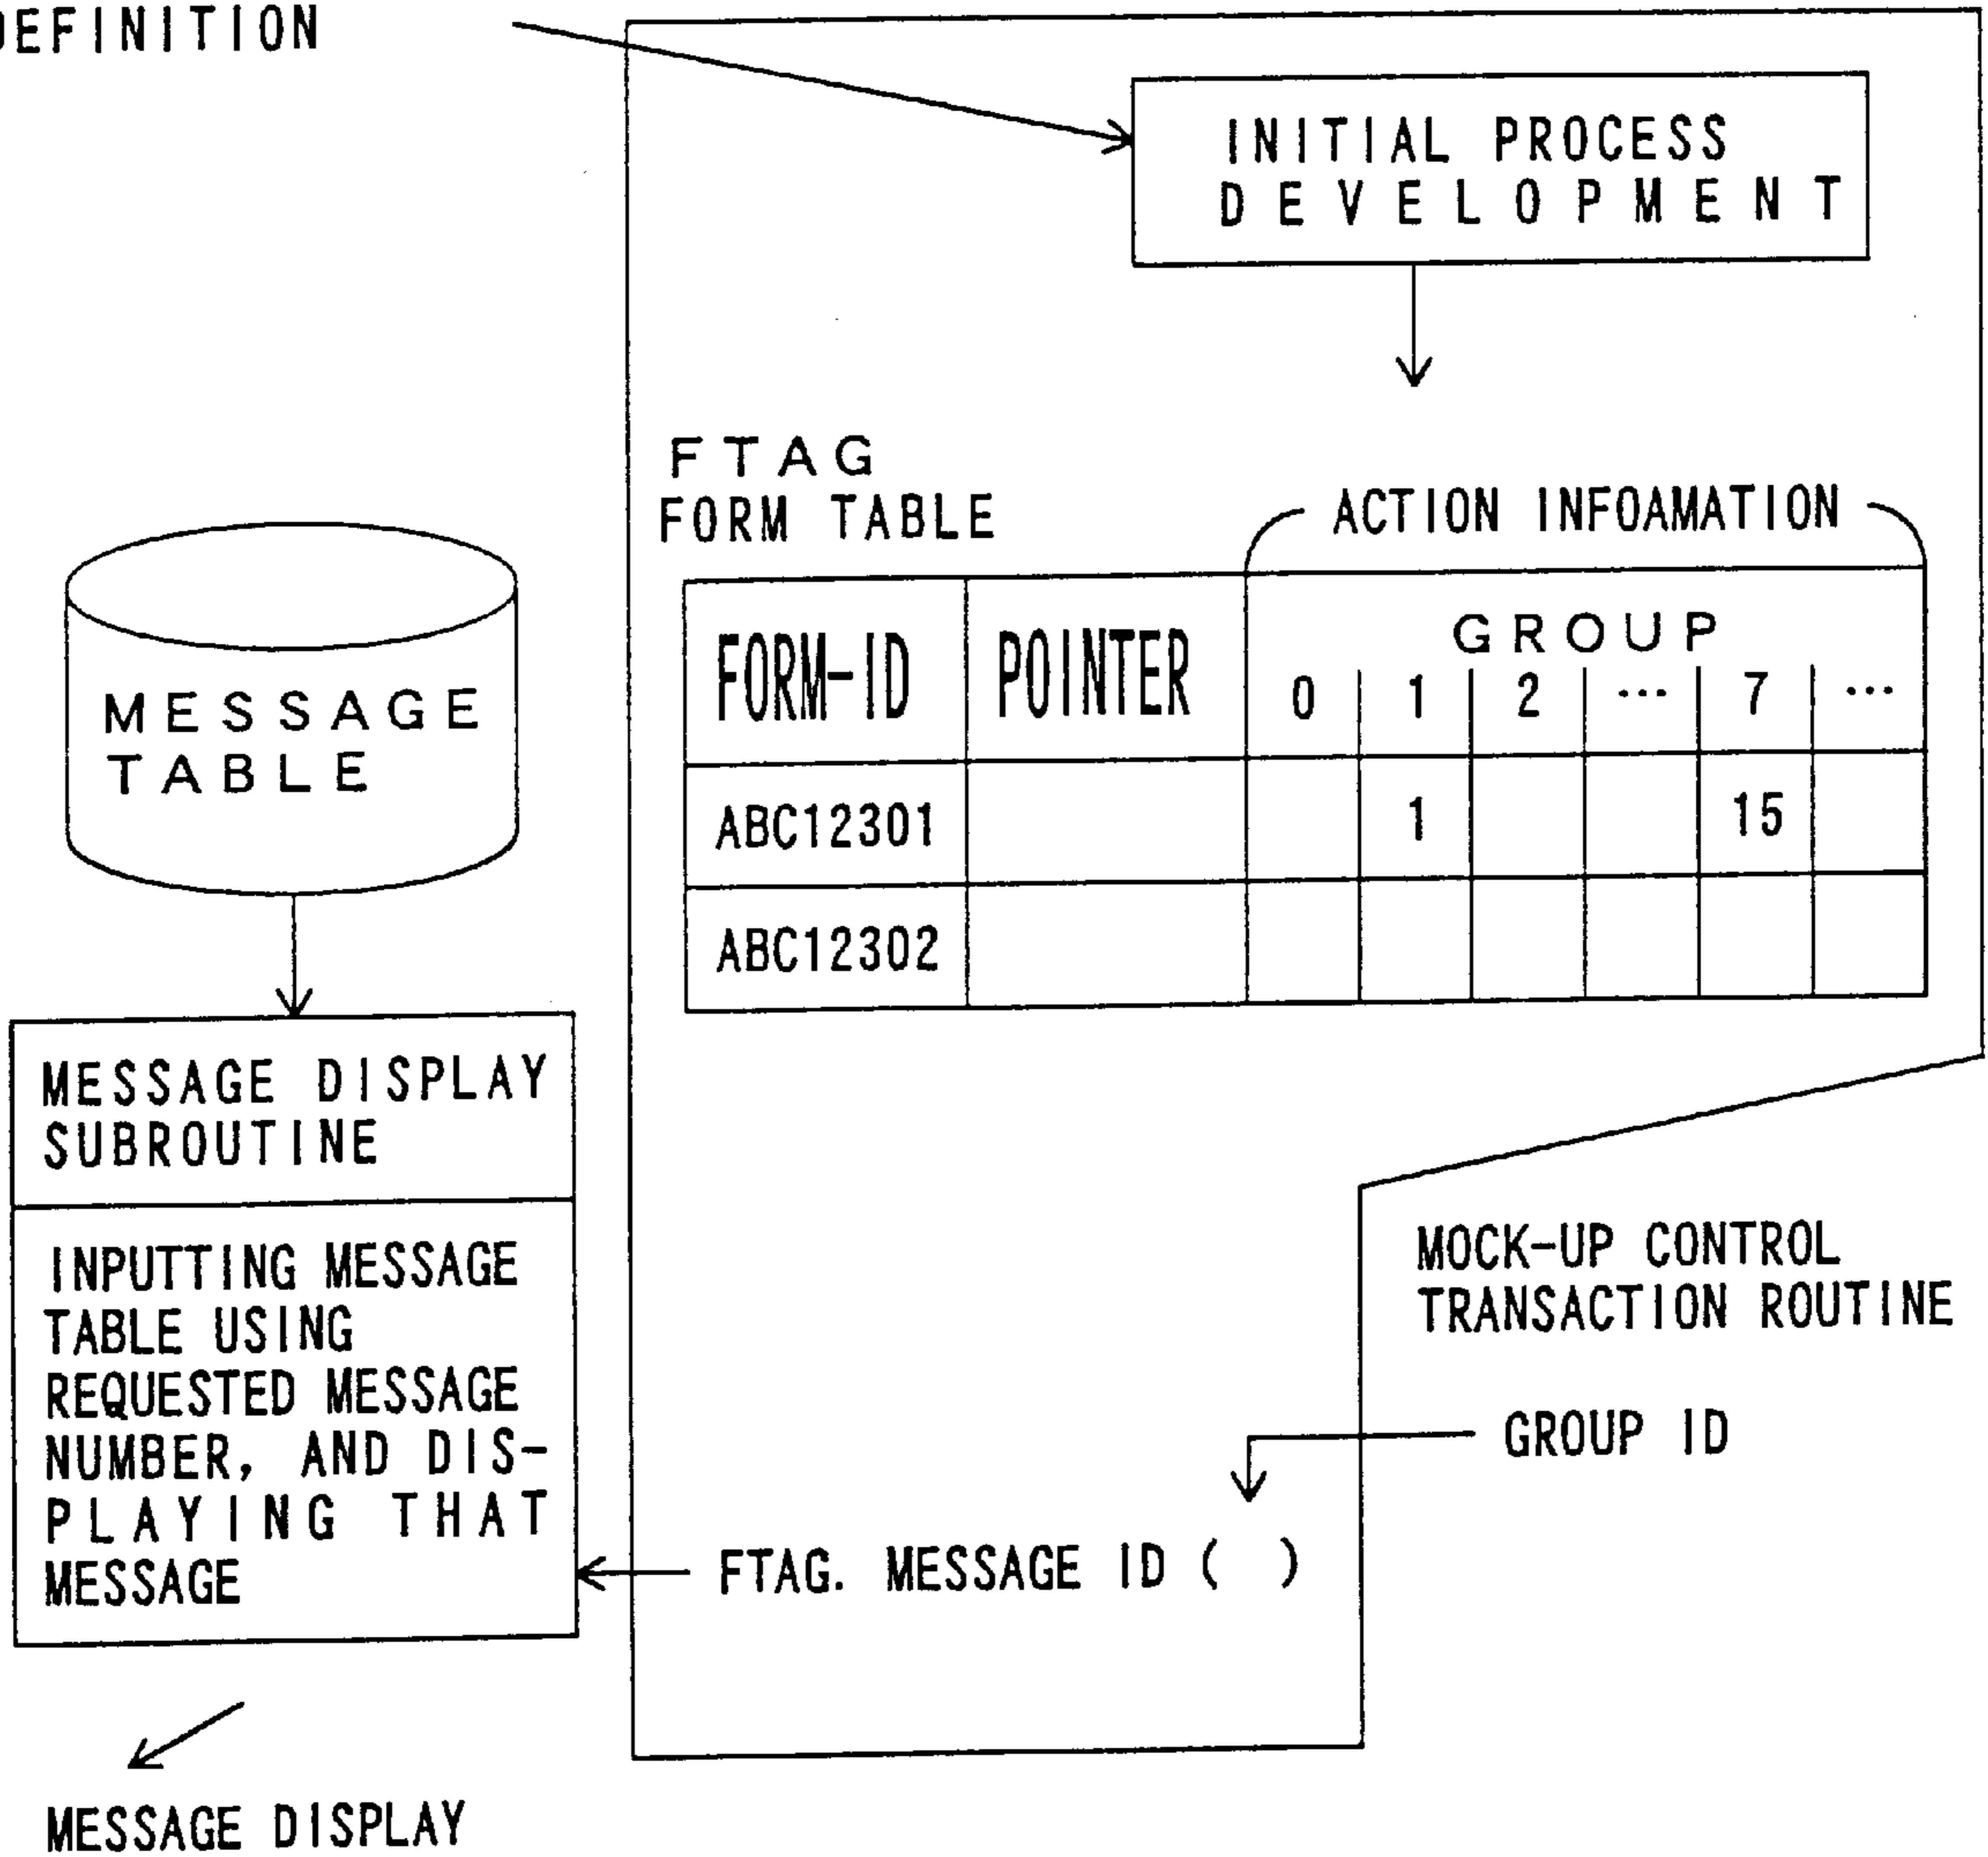 DEFINITION
INITIAL PROCESS
DEVELOPMENT
FTAG
FORM TABLE
ACTION INFOAMATION
FORM-ID POINTER GROUP
0 1 2 ... 7 ...
ABC12301 1 15
ABC12302
MESSAGE
TABLE
MESSAGE DISPLAY
SUBROUTINE
INPUTTING MESSAGE
TABLE USING
REQUESTED MESSAGE
NUMBER, AND DIS-
PLAYING THAT
MESSAGE
MOCK-UP CONTROL
TRANSACTION ROUTINE
GROUP ID
FTAG. MESSAGE ID ( )
MESSAGE DISPLAY